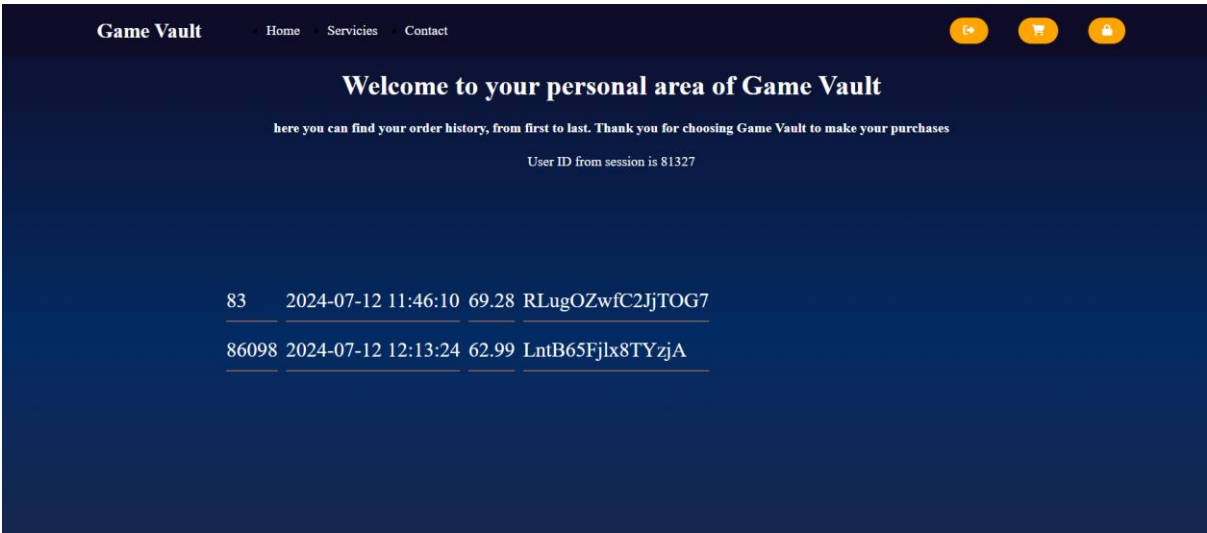 Game Vault Home Servicies Contact
Welcome to your personal area of Game Vault
here you can find your order history, from first to last. Thank you for choosing Game Vault to make your purchases
User ID from session is 81327
83 2024-07-12 11:46:10 69.28 RLugOZwfC2JjTOG7
86098 2024-07-12 12:13:24 62.99 LntB65Fjlx8TYzjA